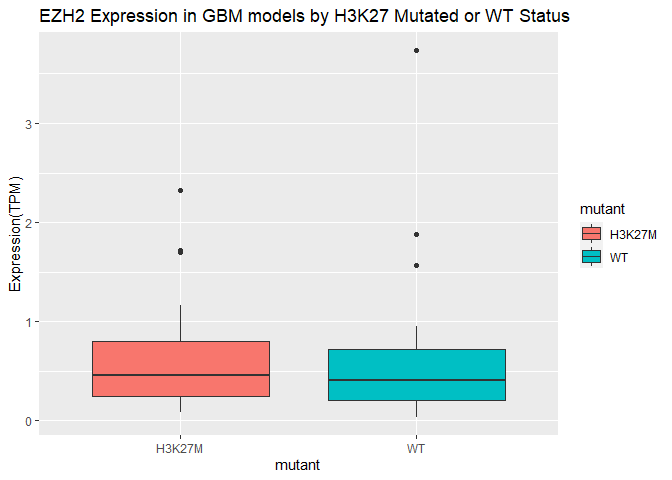 EZH2 Expression in GBM models by H3K27 Mutated or WT Status
Expression(TPM)
3
2
1
0
H3K27M
WT
mutant
mutant
H3K27M
WT